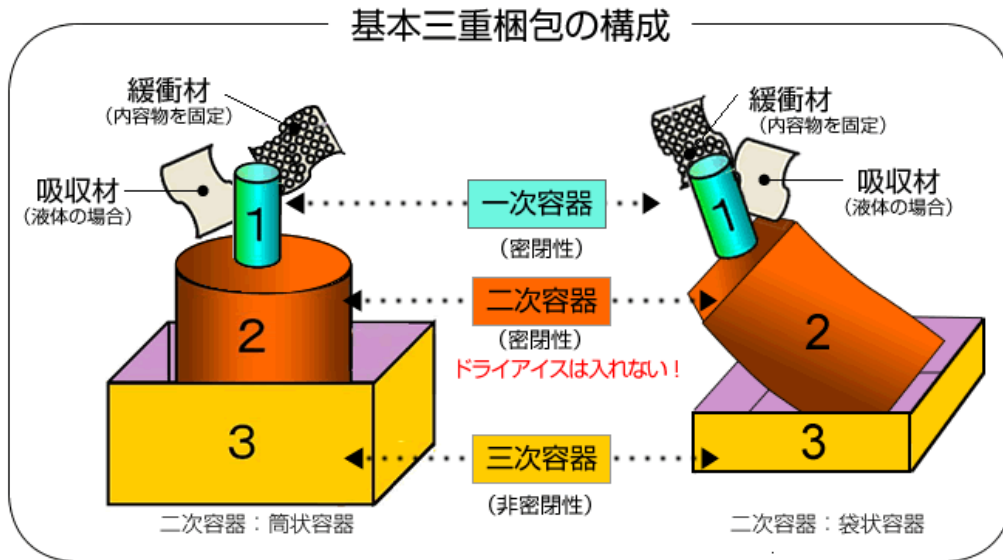 基本三重梱包の構成
緩衝材
(内容物を固定)
吸収材
(液体の場合)
1
2
3
二次容器：筒状容器
一次容器
(密閉性)
二次容器
(密閉性)
ドライアイスは入れない！
三次容器
(非密閉性)
緩衝材
(内容物を固定)
吸収材
(液体の場合)
1
2
3
二次容器：袋状容器